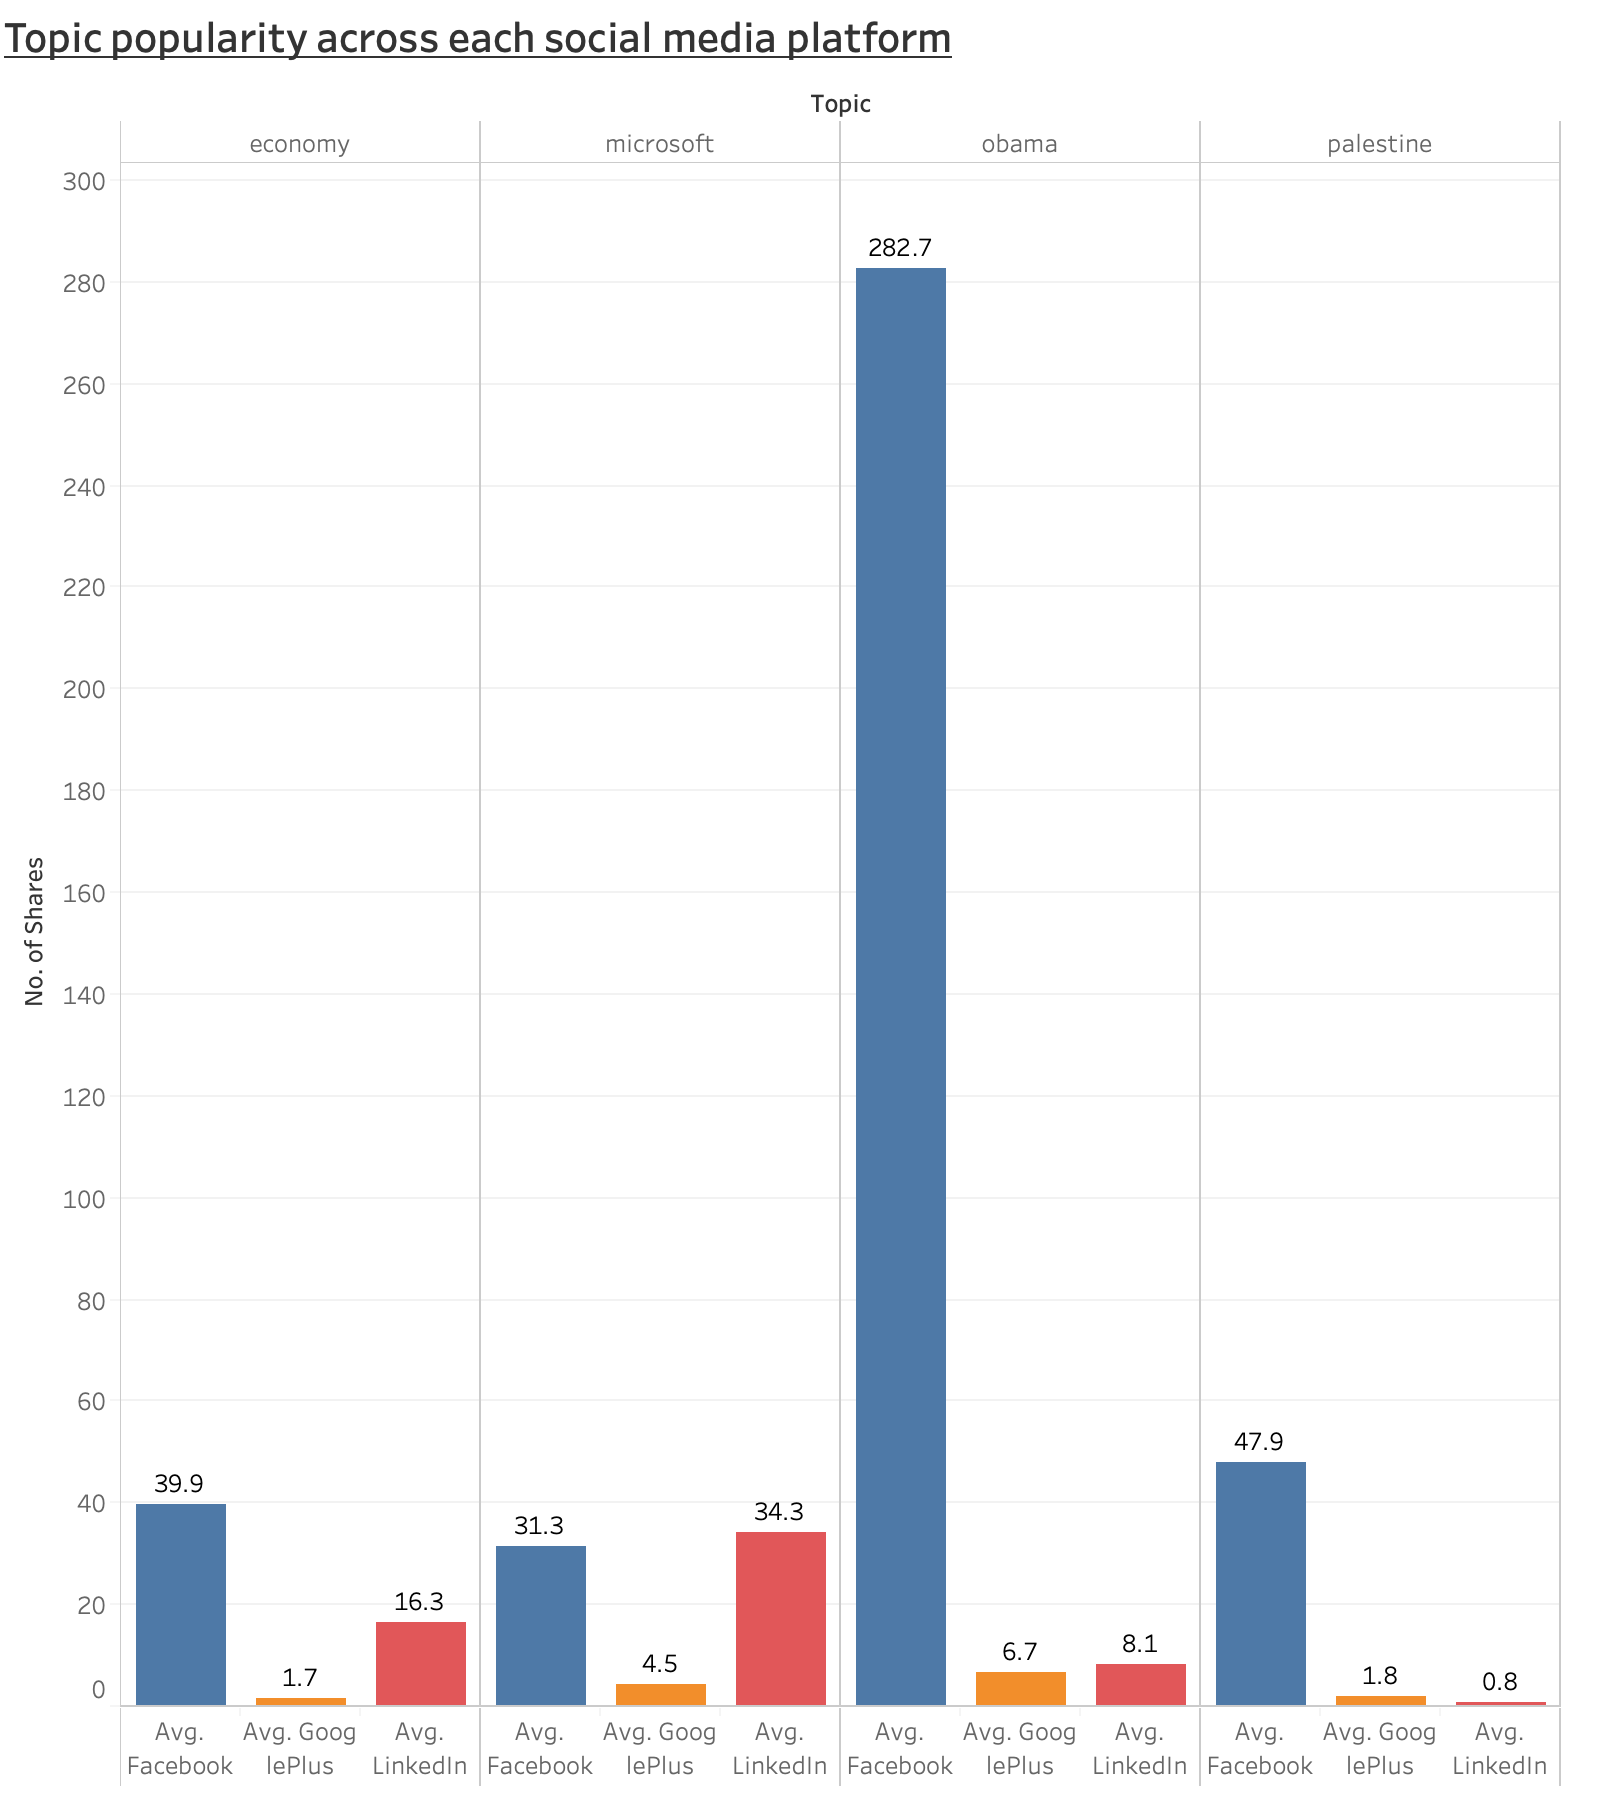 Topic popularity across each social media platform
Topic
economy microsoft obama palestine
No. of Shares
300
280
260
240
220
200
180
160
140
120
100
80
60
40
20
0
39.9 1.7 16.3 31.3 4.5 34.3 282.7 6.7 8.1 47.9 1.8 0.8
Avg. Avg. Goog Avg. Avg. Avg. Goog Avg. Avg. Avg. Goog Avg. Avg. Avg. Goog Avg.
Facebook lePlus LinkedIn Facebook lePlus LinkedIn Facebook lePlus LinkedIn Facebook lePlus LinkedIn